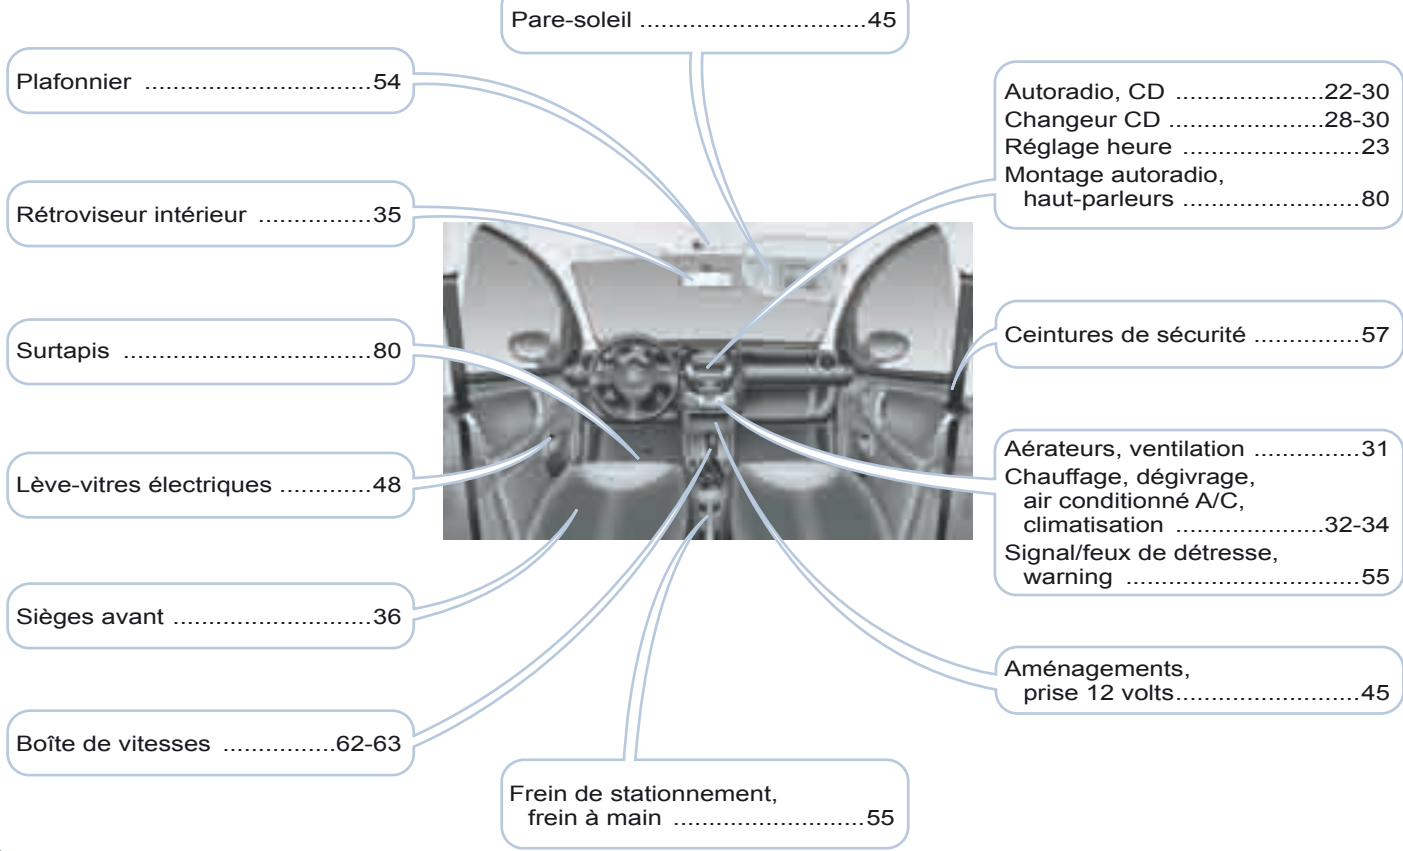 Pare-soleil ................................45
Plafonnier ................................54
Rétroviseur intérieur ................35
Surtapis ...................................80
Lève-vitres électriques .............48
Sièges avant ............................36
Boîte de vitesses ................62-63
Frein de stationnement,
frein à main ...........................55
Autoradio, CD .....................22-30
Changeur CD ......................28-30
Réglage heure .........................23
Montage autoradio,
haut-parleurs .........................80
Ceintures de sécurité ...............57
Aérateurs, ventilation ...............31
Chauffage, dégivrage,
air conditionné A/C,
climatisation .....................32-34
Signal/feux de détresse,
warning .................................55
Aménagements,
prise 12 volts..........................45